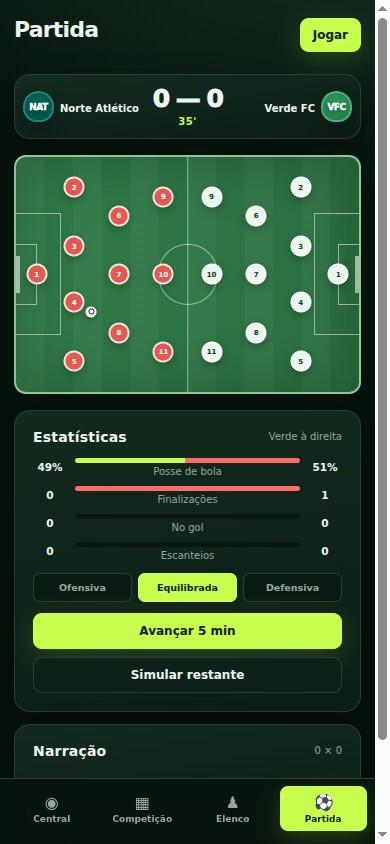 Partida
Jogar
NAT
Norte Atlético
0 — 0
35'
Verde FC
VFC
2
9
9
2
6
6
3
3
1
7
10
10
7
1
4
4
8
8
11
11
5
5
Estatísticas
Verde à direita
49%
Posse de bola
51%
0
Finalizações
1
0
No gol
0
0
Escanteios
0
Ofensiva
Equilibrada
Defensiva
Avançar 5 min
Simular restante
Narração
0 × 0
Central
Competição
Elenco
Partida